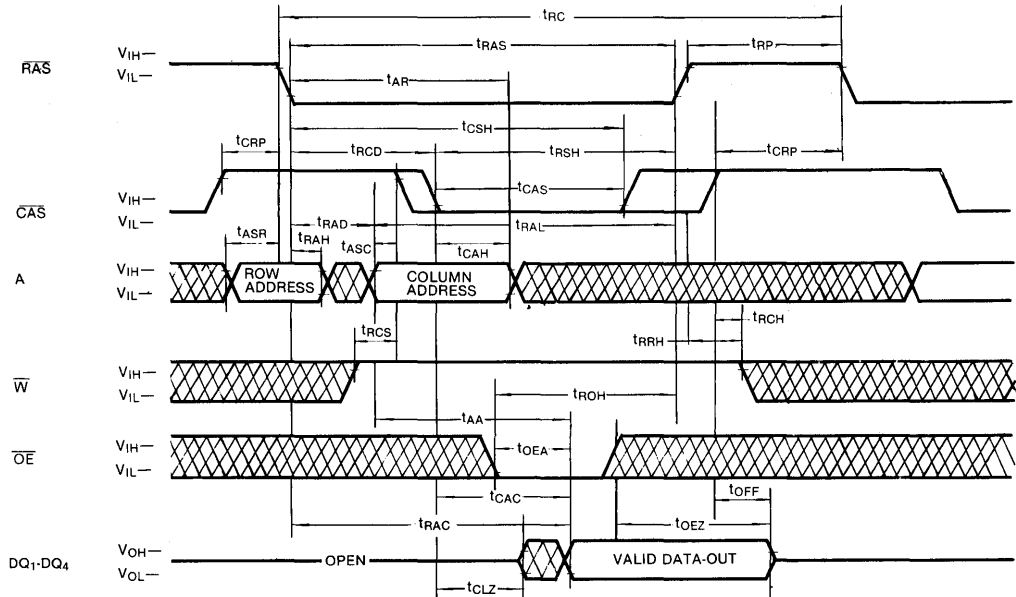 tRC
tRAS
tRP
VIH—
RAS
VIL—
tAR
tCSH
tCRP
tRCD
tRSH
tCRP
tCAS
VIH—
CAS
VIL—
tRAD
tRAL
tASR
tRAH
tASC
tCAH
VIH—
A
VIL—
ROW ADDRESS
COLUMN ADDRESS
tRCH
tRCS
tRRH
VIH—
W
VIL—
tROH
tAA
VIH—
OE
VIL—
tOEA
tCAC
tOFF
tRAC
tOEZ
VOH—
DQ1-DQ4
VOL—
OPEN
VALID DATA-OUT
tCLZ